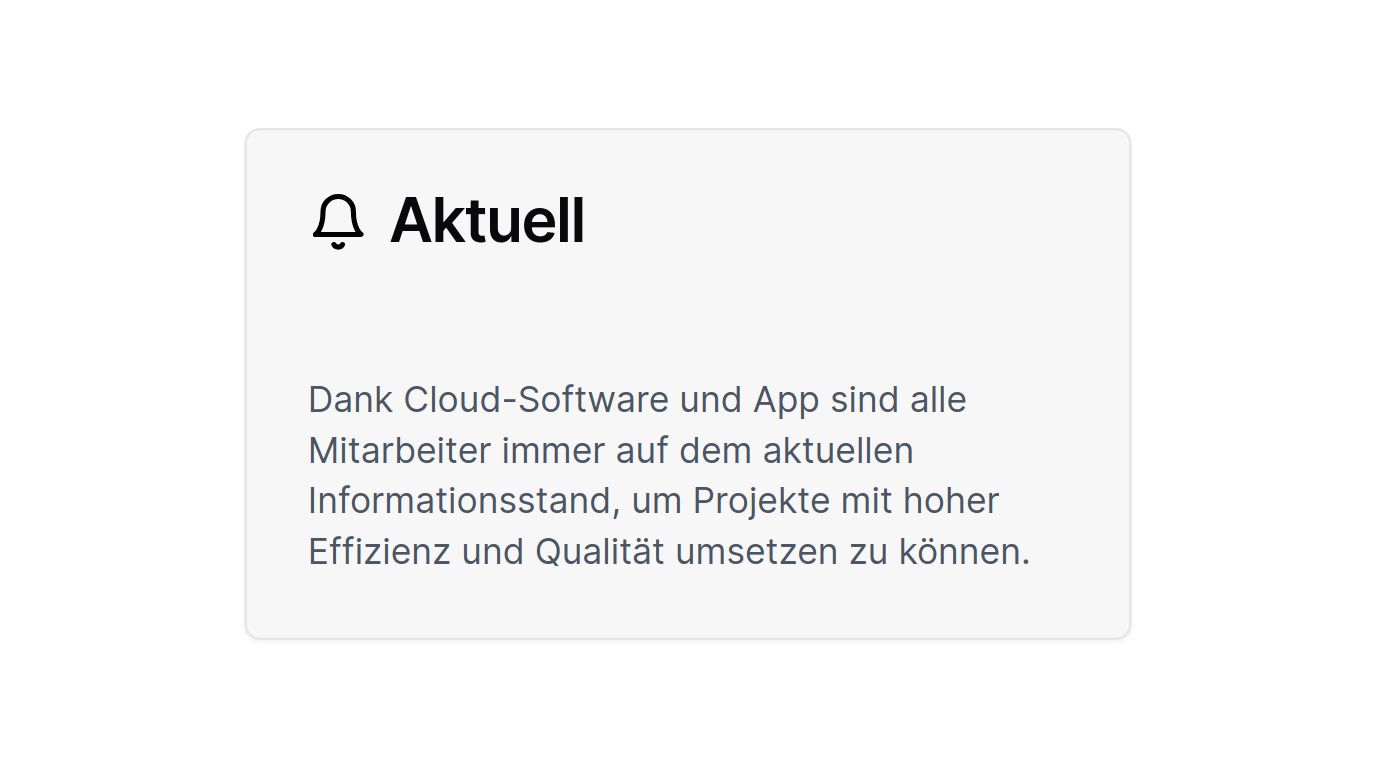 Aktuell
Dank Cloud-Software und App sind alle
Mitarbeiter immer auf dem aktuellen
Informationsstand, um Projekte mit hoher
Effizienz und Qualität umsetzen zu können.